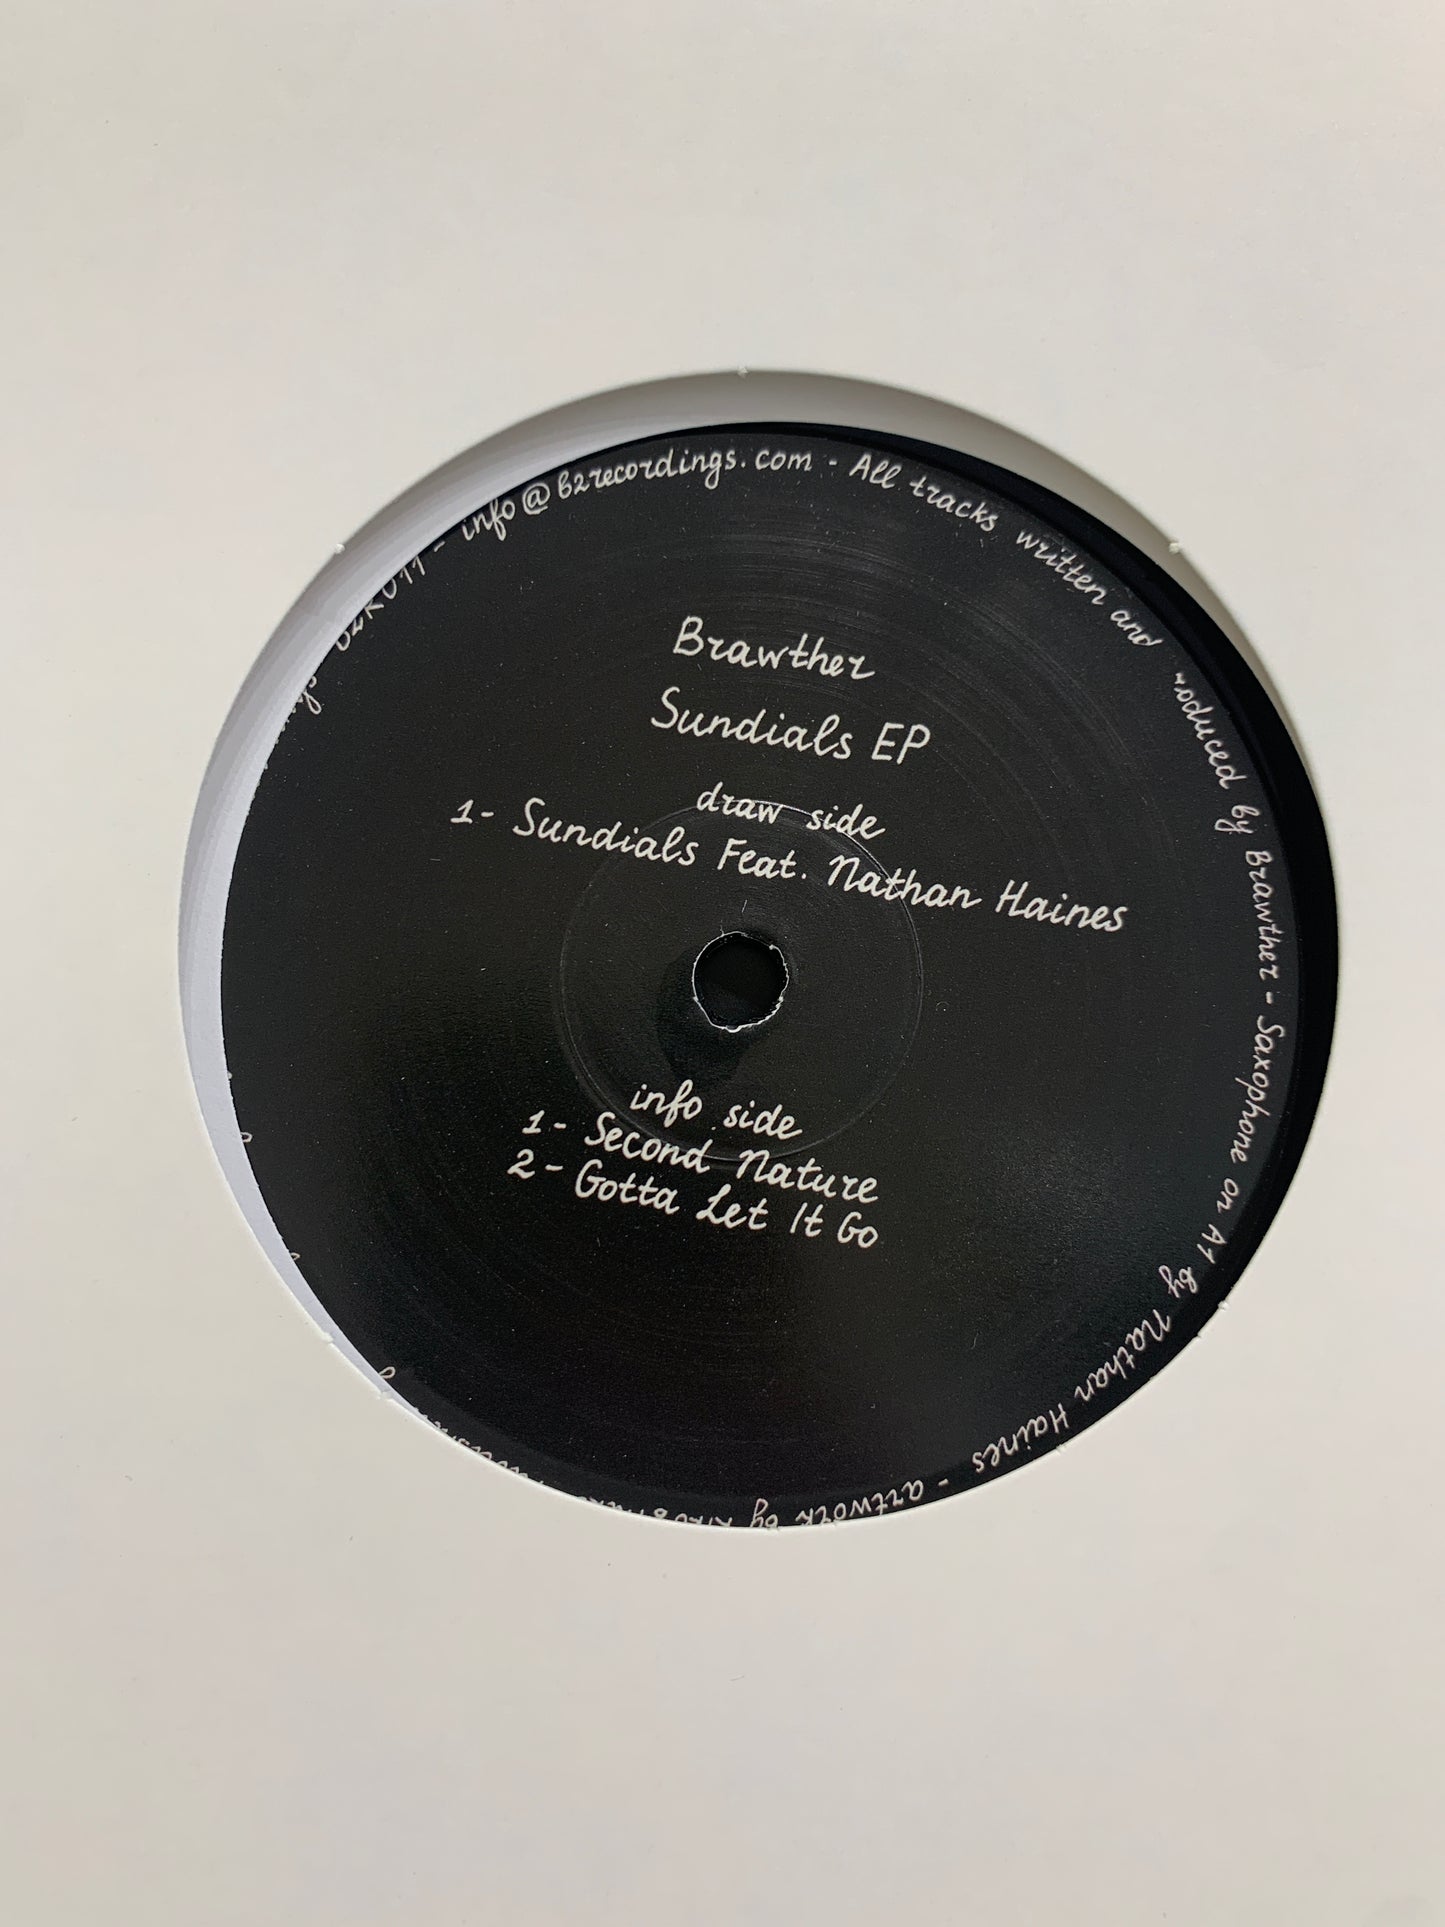 Brawther
Sundials EP
draw side
1- Sundials Feat. Nathan Haines
info side
1- Second Nature
2- Gotta Let It Go
info@b2recordings.com - All tracks written and roduced by Brawther - Saxophone on A1 by Nathan Haines - artwork by